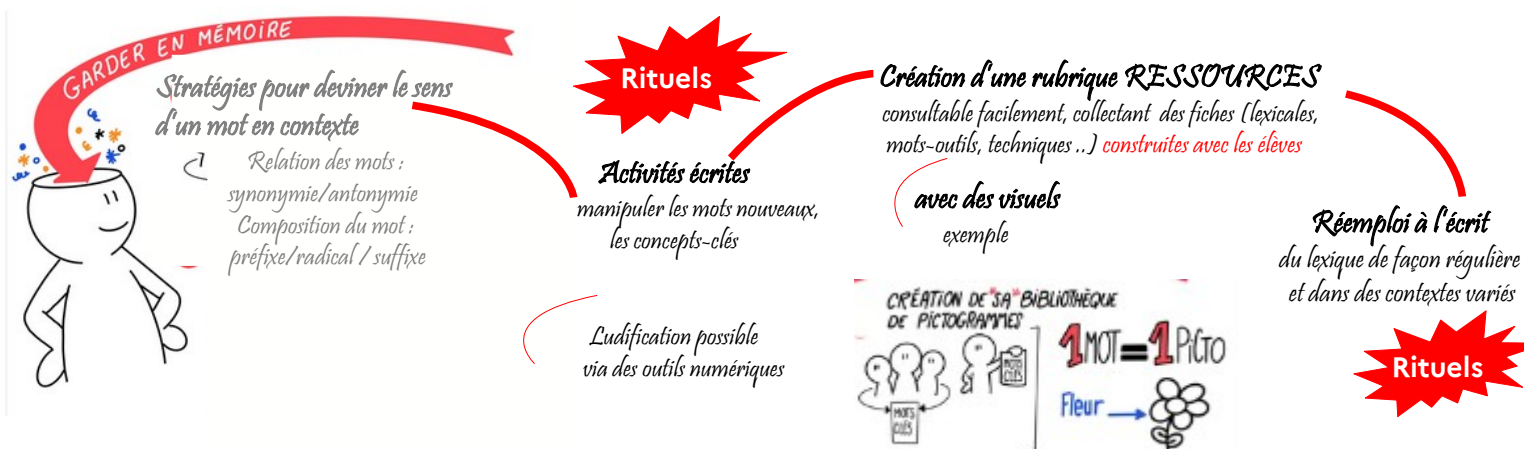 GARDER EN MÉMOIRE
Stratégies pour deviner le sens
d'un mot en contexte
Relation des mots :
synonymie/antonymie
Composition du mot :
préfixe/radical / suffixe
Rituels
Activités écrites
manipuler les mots nouveaux,
les concepts-clés
Ludification possible
via des outils numériques
Création d'une rubrique RESSOURCES
consultable facilement, collectant des fiches (lexicales,
mots-outils, techniques ..) construites avec les élèves
avec des visuels
exemple
CRÉATION DE "SA" BIBLIOTHÈQUE
DE PICTOGRAMMES
MOTS
CLÉS
MOTS
CLÉS
1MOT=1PICTO
Fleur
Réemploi à l'écrit
du lexique de façon régulière
et dans des contextes variés
Rituels